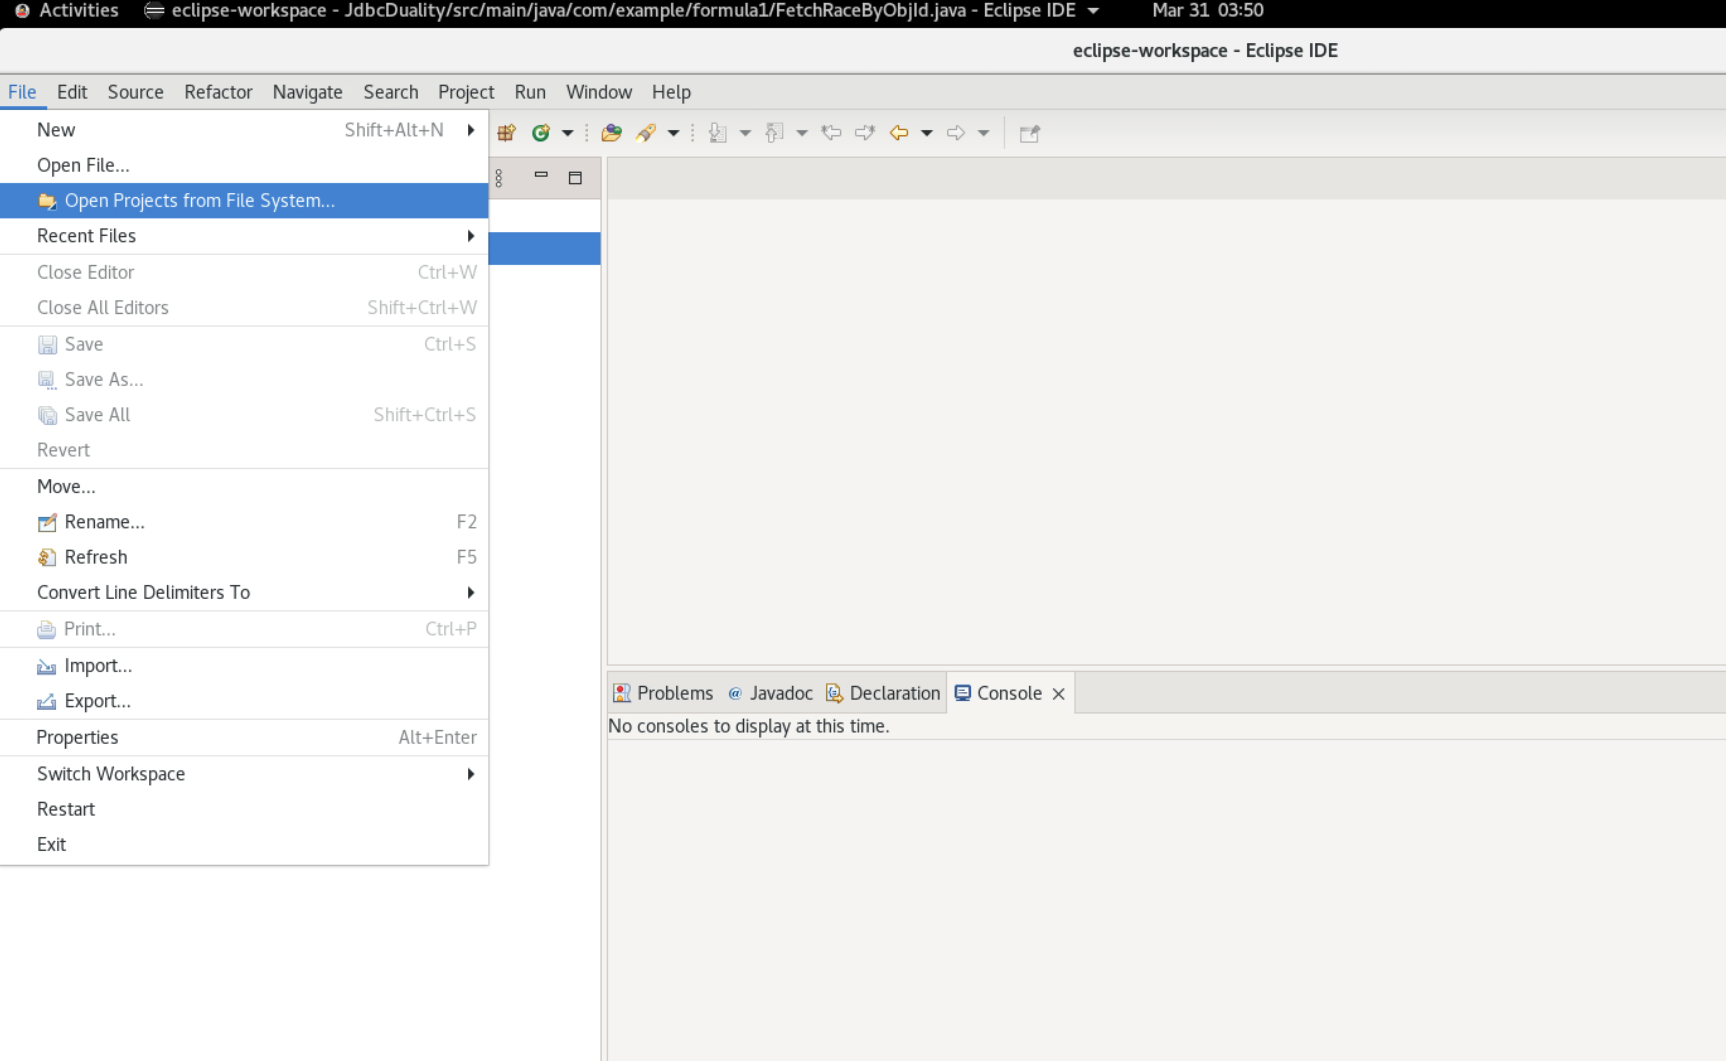 Activities eclipse-workspace - JdbcDuality/src/main/java/com/example/formula1/FetchRaceByObjId.java - Eclipse IDE Mar 31 03:50
eclipse-workspace - Eclipse IDE
File Edit Source Refactor Navigate Search Project Run Window Help
New Shift+Alt+N
Open File...
Open Projects from File System...
Recent Files
Close Editor Ctrl+W
Close All Editors Shift+Ctrl+W
Save Ctrl+S
Save As...
Save All Shift+Ctrl+S
Revert
Move...
Rename... F2
Refresh F5
Convert Line Delimiters To
Print... Ctrl+P
Import...
Export...
Properties Alt+Enter
Switch Workspace
Restart
Exit
Problems @ Javadoc Declaration Console
No consoles to display at this time.